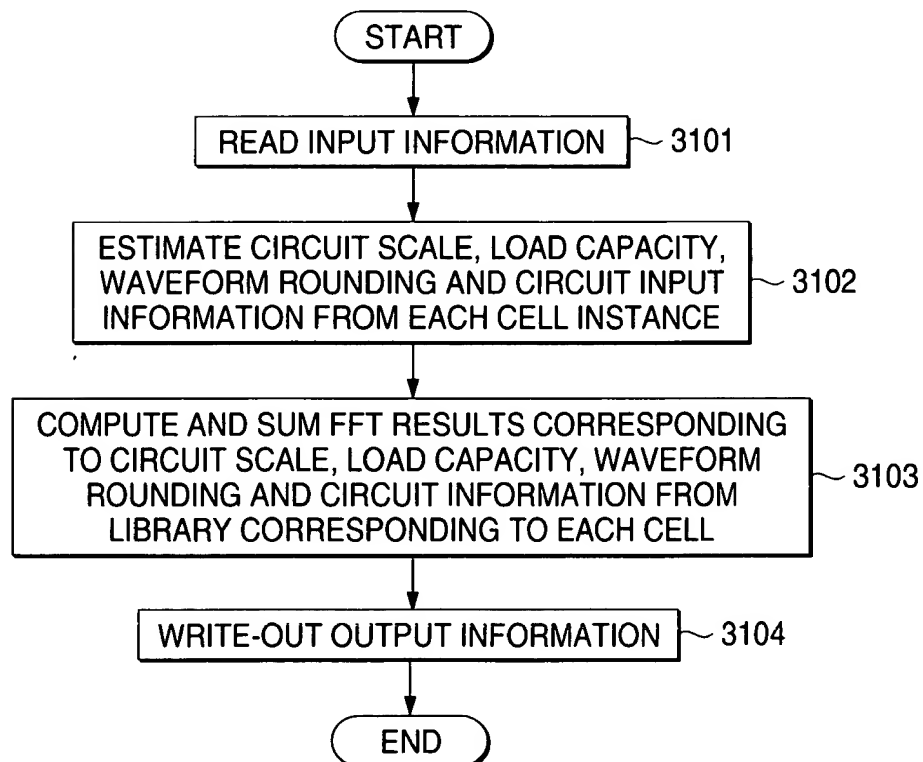 START
READ INPUT INFORMATION
3101
ESTIMATE CIRCUIT SCALE, LOAD CAPACITY,
WAVEFORM ROUNDING AND CIRCUIT INPUT
INFORMATION FROM EACH CELL INSTANCE
3102
COMPUTE AND SUM FFT RESULTS CORRESPONDING
TO CIRCUIT SCALE, LOAD CAPACITY, WAVEFORM
ROUNDING AND CIRCUIT INFORMATION FROM
LIBRARY CORRESPONDING TO EACH CELL
3103
WRITE-OUT OUTPUT INFORMATION
3104
END